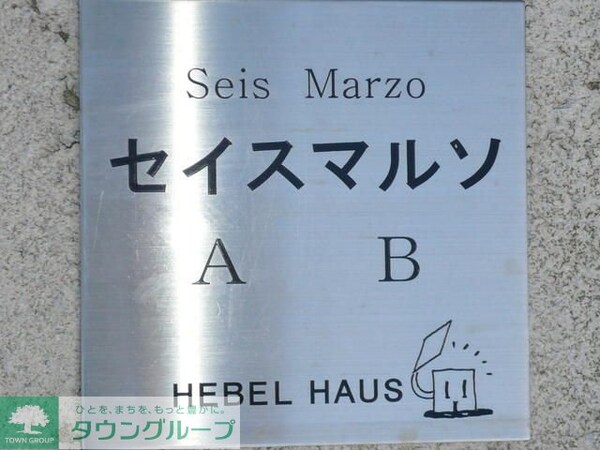 Seis Marzo
セイスマルソ
A B
HEBEL HAUS
ひとを、まちを、もっと豊かに。
タウングループ
TOWN GROUP